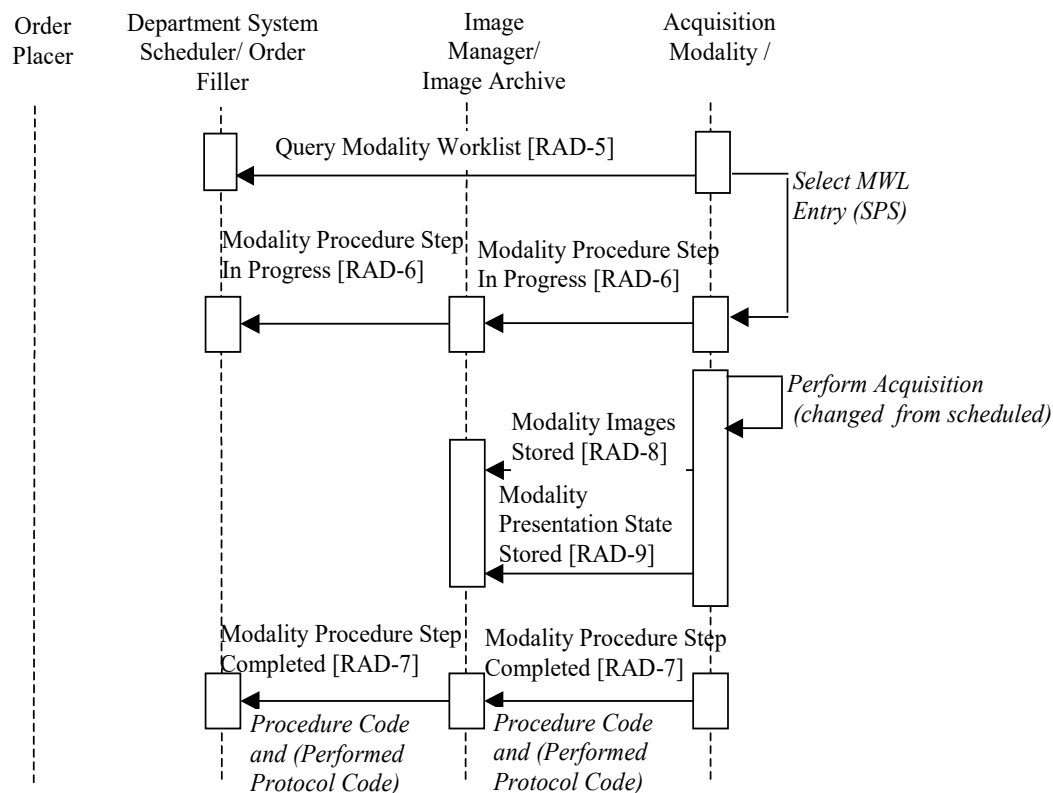 Order
Placer
Department System
Scheduler/ Order
Filler
Image
Manager/
Image Archive
Acquisition
Modality /
Query Modality Worklist [RAD-5]
Select MWL
Entry (SPS)
Modality Procedure Step
In Progress [RAD-6]
Modality Procedure Step
In Progress [RAD-6]
Perform Acquisition
(changed from scheduled)
Modality Images
Stored [RAD-8]
Modality
Presentation State
Stored [RAD-9]
Modality Procedure Step
Completed [RAD-7]
Modality Procedure Step
Completed [RAD-7]
Procedure Code
and (Performed
Protocol Code)
Procedure Code
and (Performed
Protocol Code)